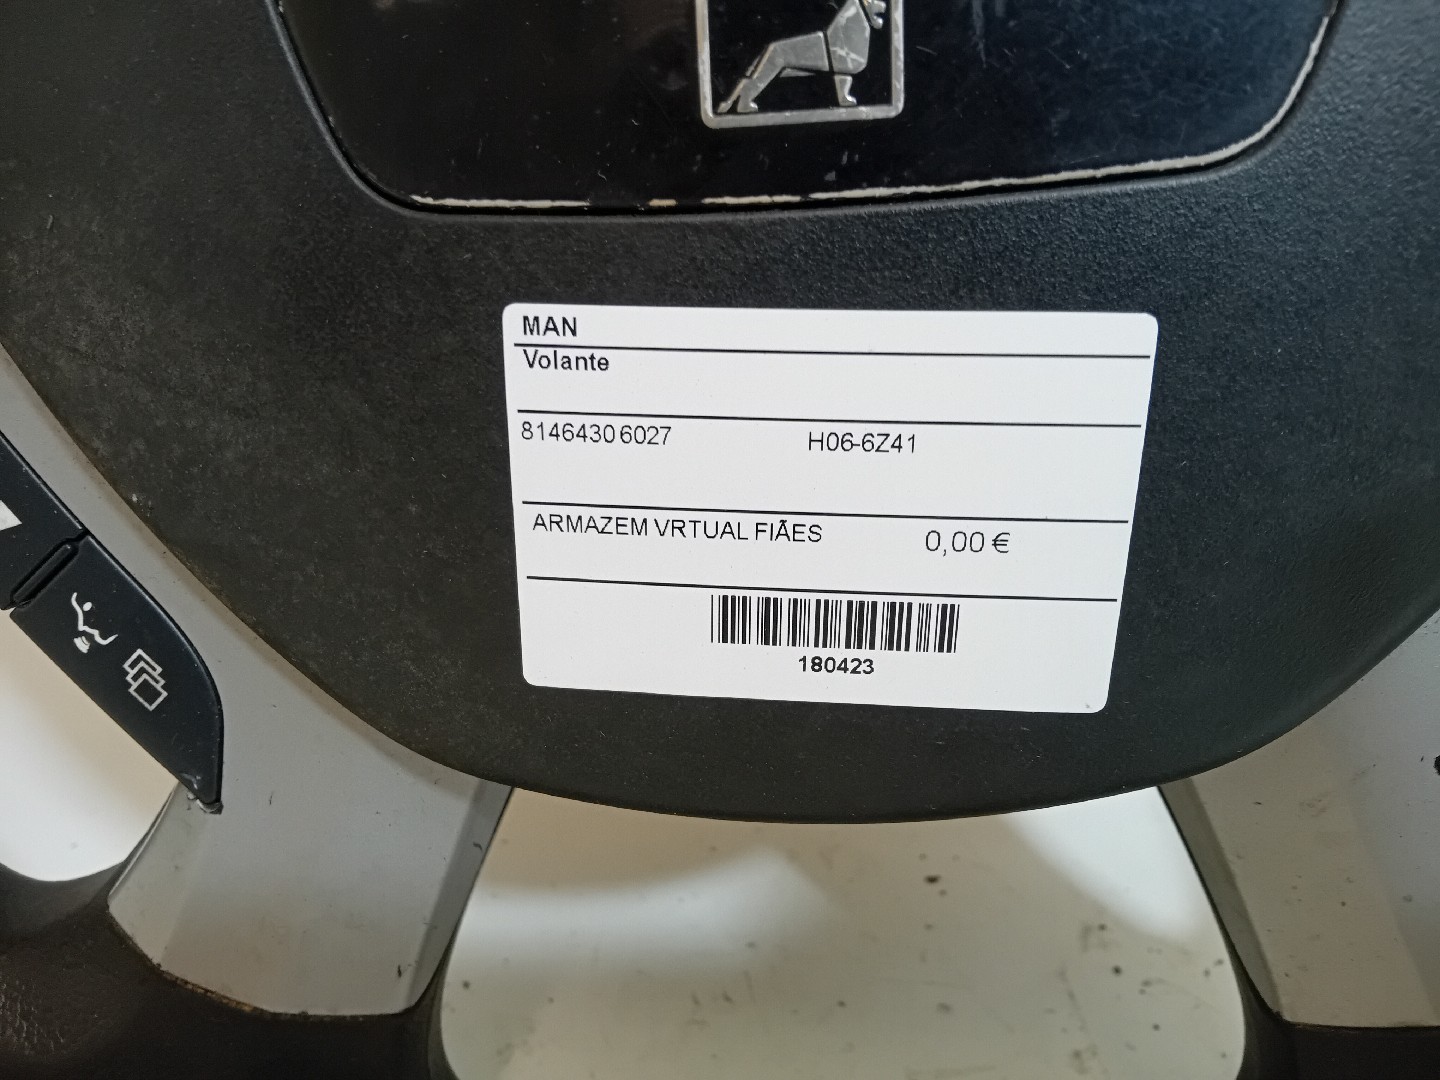 MAN
Volante
81464306027 H06-6Z41
ARMAZEM VRTUAL FIÃES 0,00 €
180423